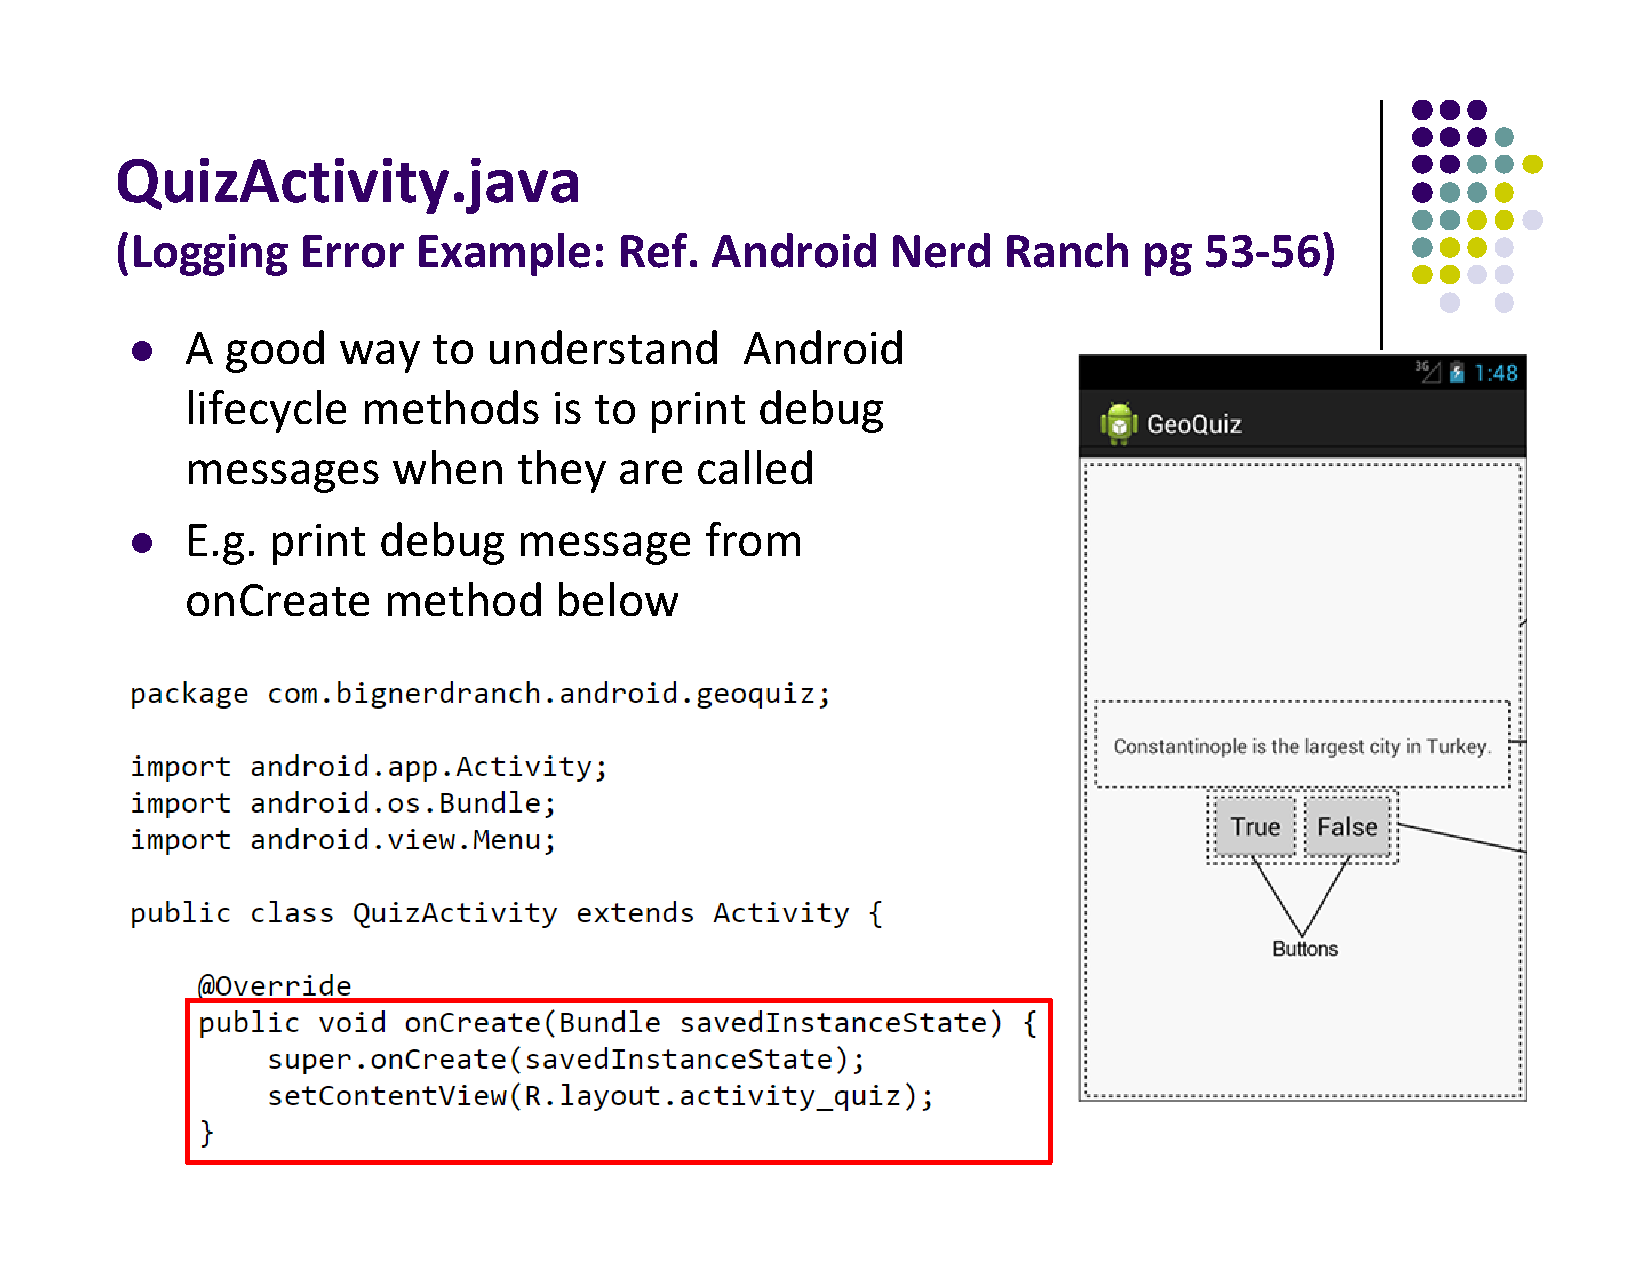 QuizActivity.java
(Logging Error Example: Ref. Android Nerd Ranch pg 53-56)
A good way to understand Android
lifecycle methods is to print debug
messages when they are called
E.g. print debug message from
onCreate method below
package com.bignerdranch.android.geoquiz;
import android.app.Activity;
import android.os.Bundle;
import android.view.Menu;
public class QuizActivity extends Activity {
@Override
public void onCreate(Bundle savedInstanceState) {
super.onCreate(savedInstanceState);
setContentView(R.layout.activity_quiz);
}
3G 1:48
GeoQuiz
Constantinople is the largest city in Turkey.
True False
Buttons